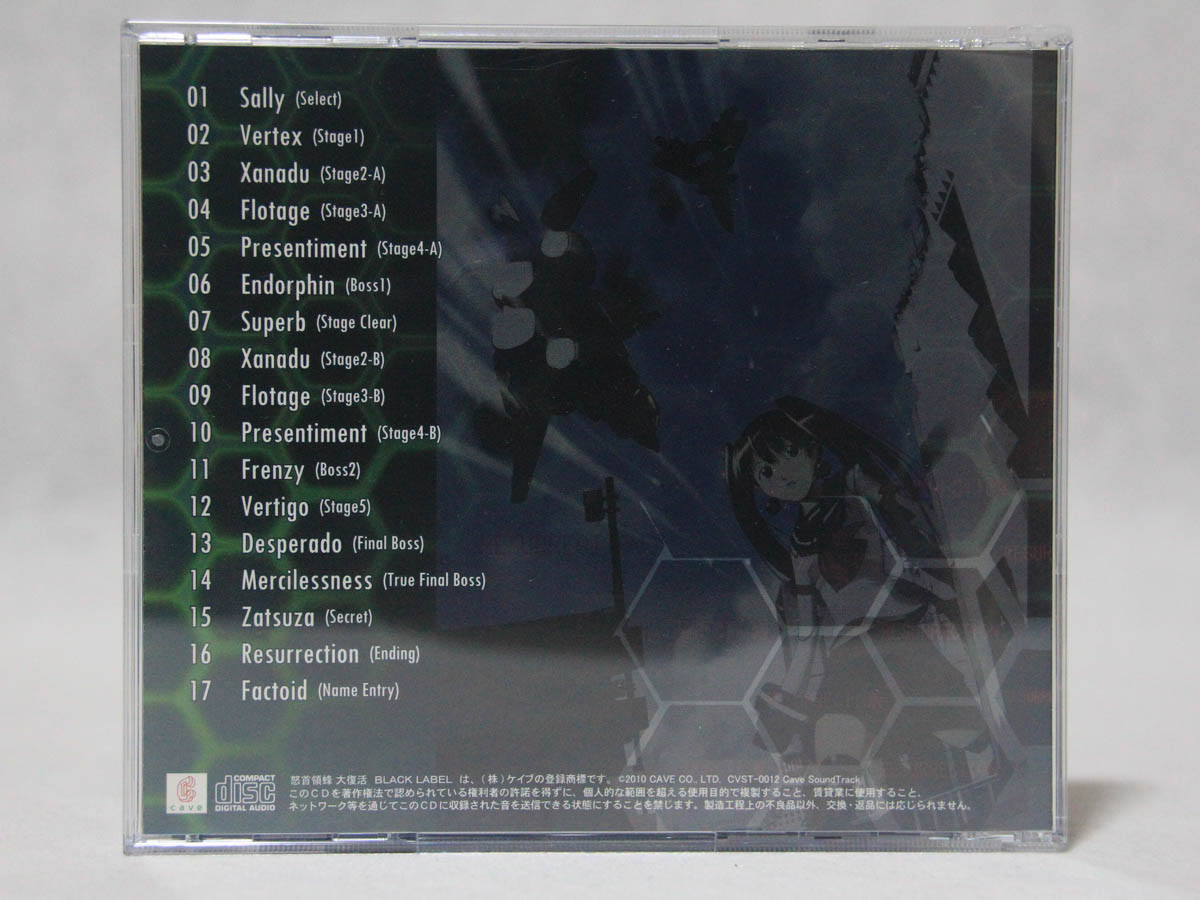 01 Sally (Select)
02 Vertex (Stage1)
03 Xanadu (Stage2-A)
04 Flotage (Stage3-A)
05 Presentiment (Stage4-A)
06 Endorphin (Boss1)
07 Superb (Stage Clear)
08 Xanadu (Stage2-B)
09 Flotage (Stage3-B)
10 Presentiment (Stage4-B)
11 Frenzy (Boss2)
12 Vertigo (Stage5)
13 Desperado (Final Boss)
14 Mercilessness (True Final Boss)
15 Zatsuza (Secret)
16 Resurrection (Ending)
17 Factoid (Name Entry)
cave
COMPACT
disc
DIGITAL AUDIO
怒首領蜂 大復活 BLACK LABEL は、(株)ケイブの登録商標です。©2010 CAVE CO., LTD. CVST-0012 Cave SoundTrack
このCDを著作権法で認められている権利者の許諾を得ずに、個人的な範囲を超える使用目的で複製すること、賃貸業に使用すること、
ネットワーク等を通じてこのCDに収録された音を送信できる状態にすることを禁じます。製造工程上の不良品以外、交換・返品には応じられません。